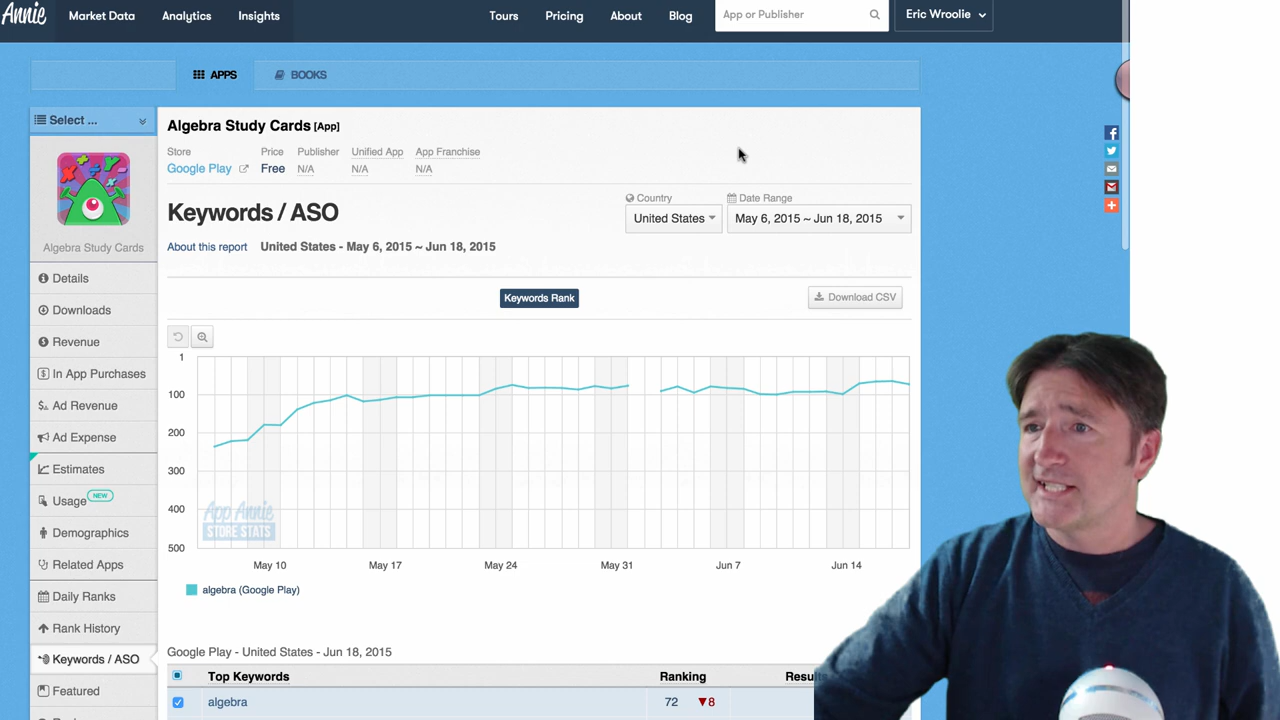 Annie
Market Data
Analytics
Insights
Tours
Pricing
About
Blog
App or Publisher
Eric Wroolie
APPS
BOOKS
Select ...
Algebra Study Cards [App]
Store
Price
Publisher
Unified App
App Franchise
Google Play
Free
N/A
N/A
N/A
Country
Date Range
Keywords / ASO
United States
May 6, 2015 ~ Jun 18, 2015
Algebra Study Cards
About this report
United States - May 6, 2015 ~ Jun 18, 2015
Details
Downloads
Revenue
In App Purchases
Ad Revenue
Ad Expense
Estimates
Usage NEW
Demographics
Related Apps
Daily Ranks
Rank History
Keywords / ASO
Featured
Keywords Rank
Download CSV
1
100
200
300
400
500
App Annie
STORE STATS
May 10
May 17
May 24
May 31
Jun 7
Jun 14
algebra (Google Play)
Google Play - United States - Jun 18, 2015
Top Keywords
Ranking
algebra
72
▼8